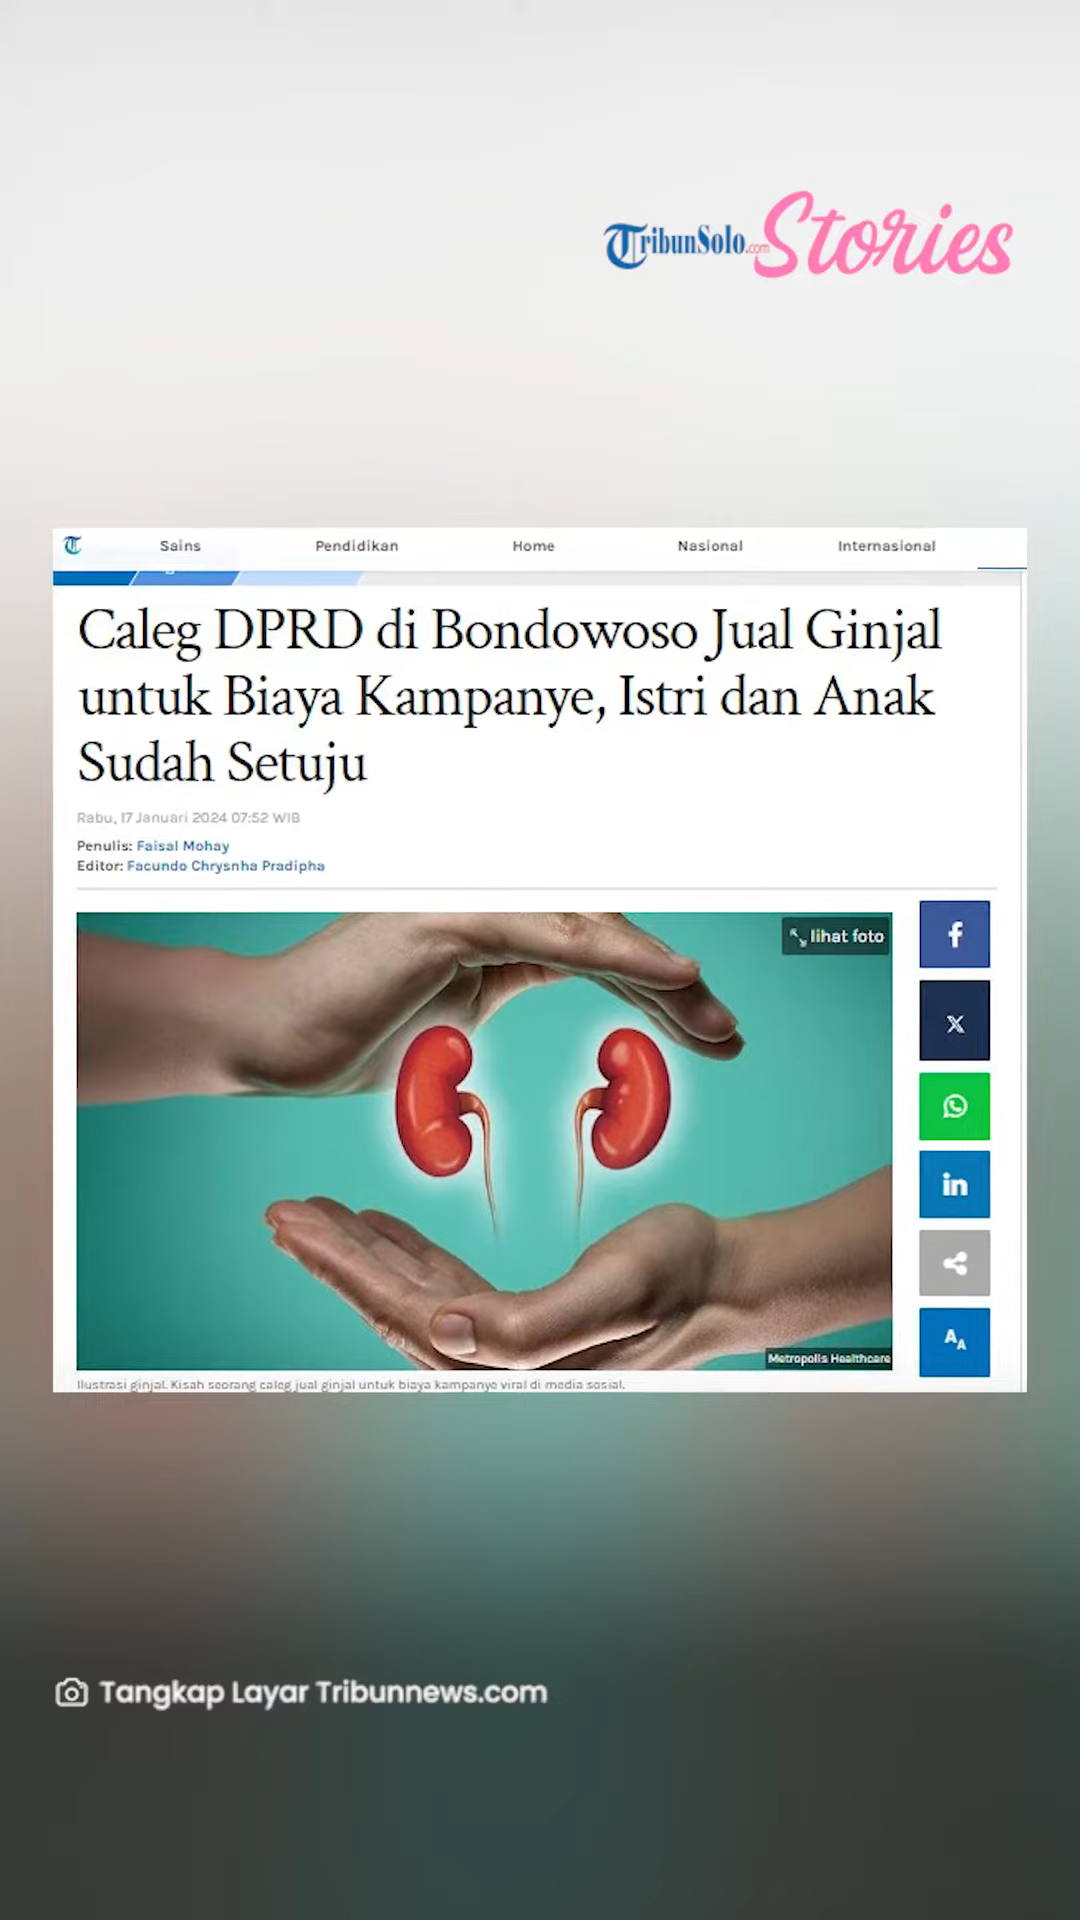 TribunSolo.com Stories
Sains Pendidikan Home Nasional Internasional
Caleg DPRD di Bondowoso Jual Ginjal
untuk Biaya Kampanye, Istri dan Anak
Sudah Setuju
Rabu, 17 Januari 2024 07:52 WIB
Penulis: Faisal Mohay
Editor: Facundo Chrysnha Pradipha
lihat foto
Metropolis Healthcare
Ilustrasi ginjal. Kisah seorang caleg jual ginjal untuk biaya kampanye viral di media sosial.
Tangkap Layar Tribunnews.com